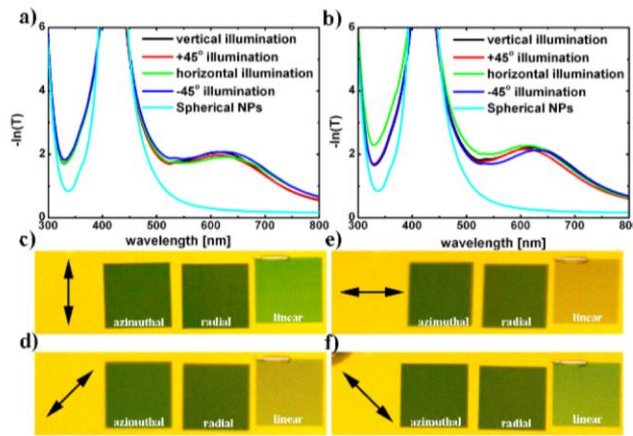 a)
b)
6
4
2
0
-ln(T)
vertical illumination
+45° illumination
horizontal illumination
-45° illumination
Spherical NPs
300 400 500 600 700 800
wavelength [nm]
6
4
2
0
-ln(T)
vertical illumination
+45° illumination
horizontal illumination
-45° illumination
Spherical NPs
300 400 500 600 700 800
wavelength [nm]
c)
azimuthal radial linear
e)
azimuthal radial linear
d)
azimuthal radial linear
f)
azimuthal radial linear